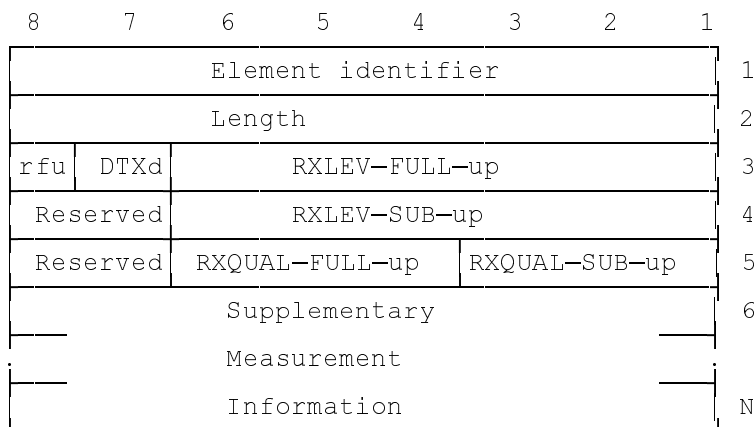 8 7 6 5 4 3 2 1
Element identifier 1
Length 2
rfu DTXd RXLEV-FULL-up 3
Reserved RXLEV-SUB-up 4
Reserved RXQUAL-FULL-up RXQUAL-SUB-up 5
Supplementary 6
Measurement
Information N